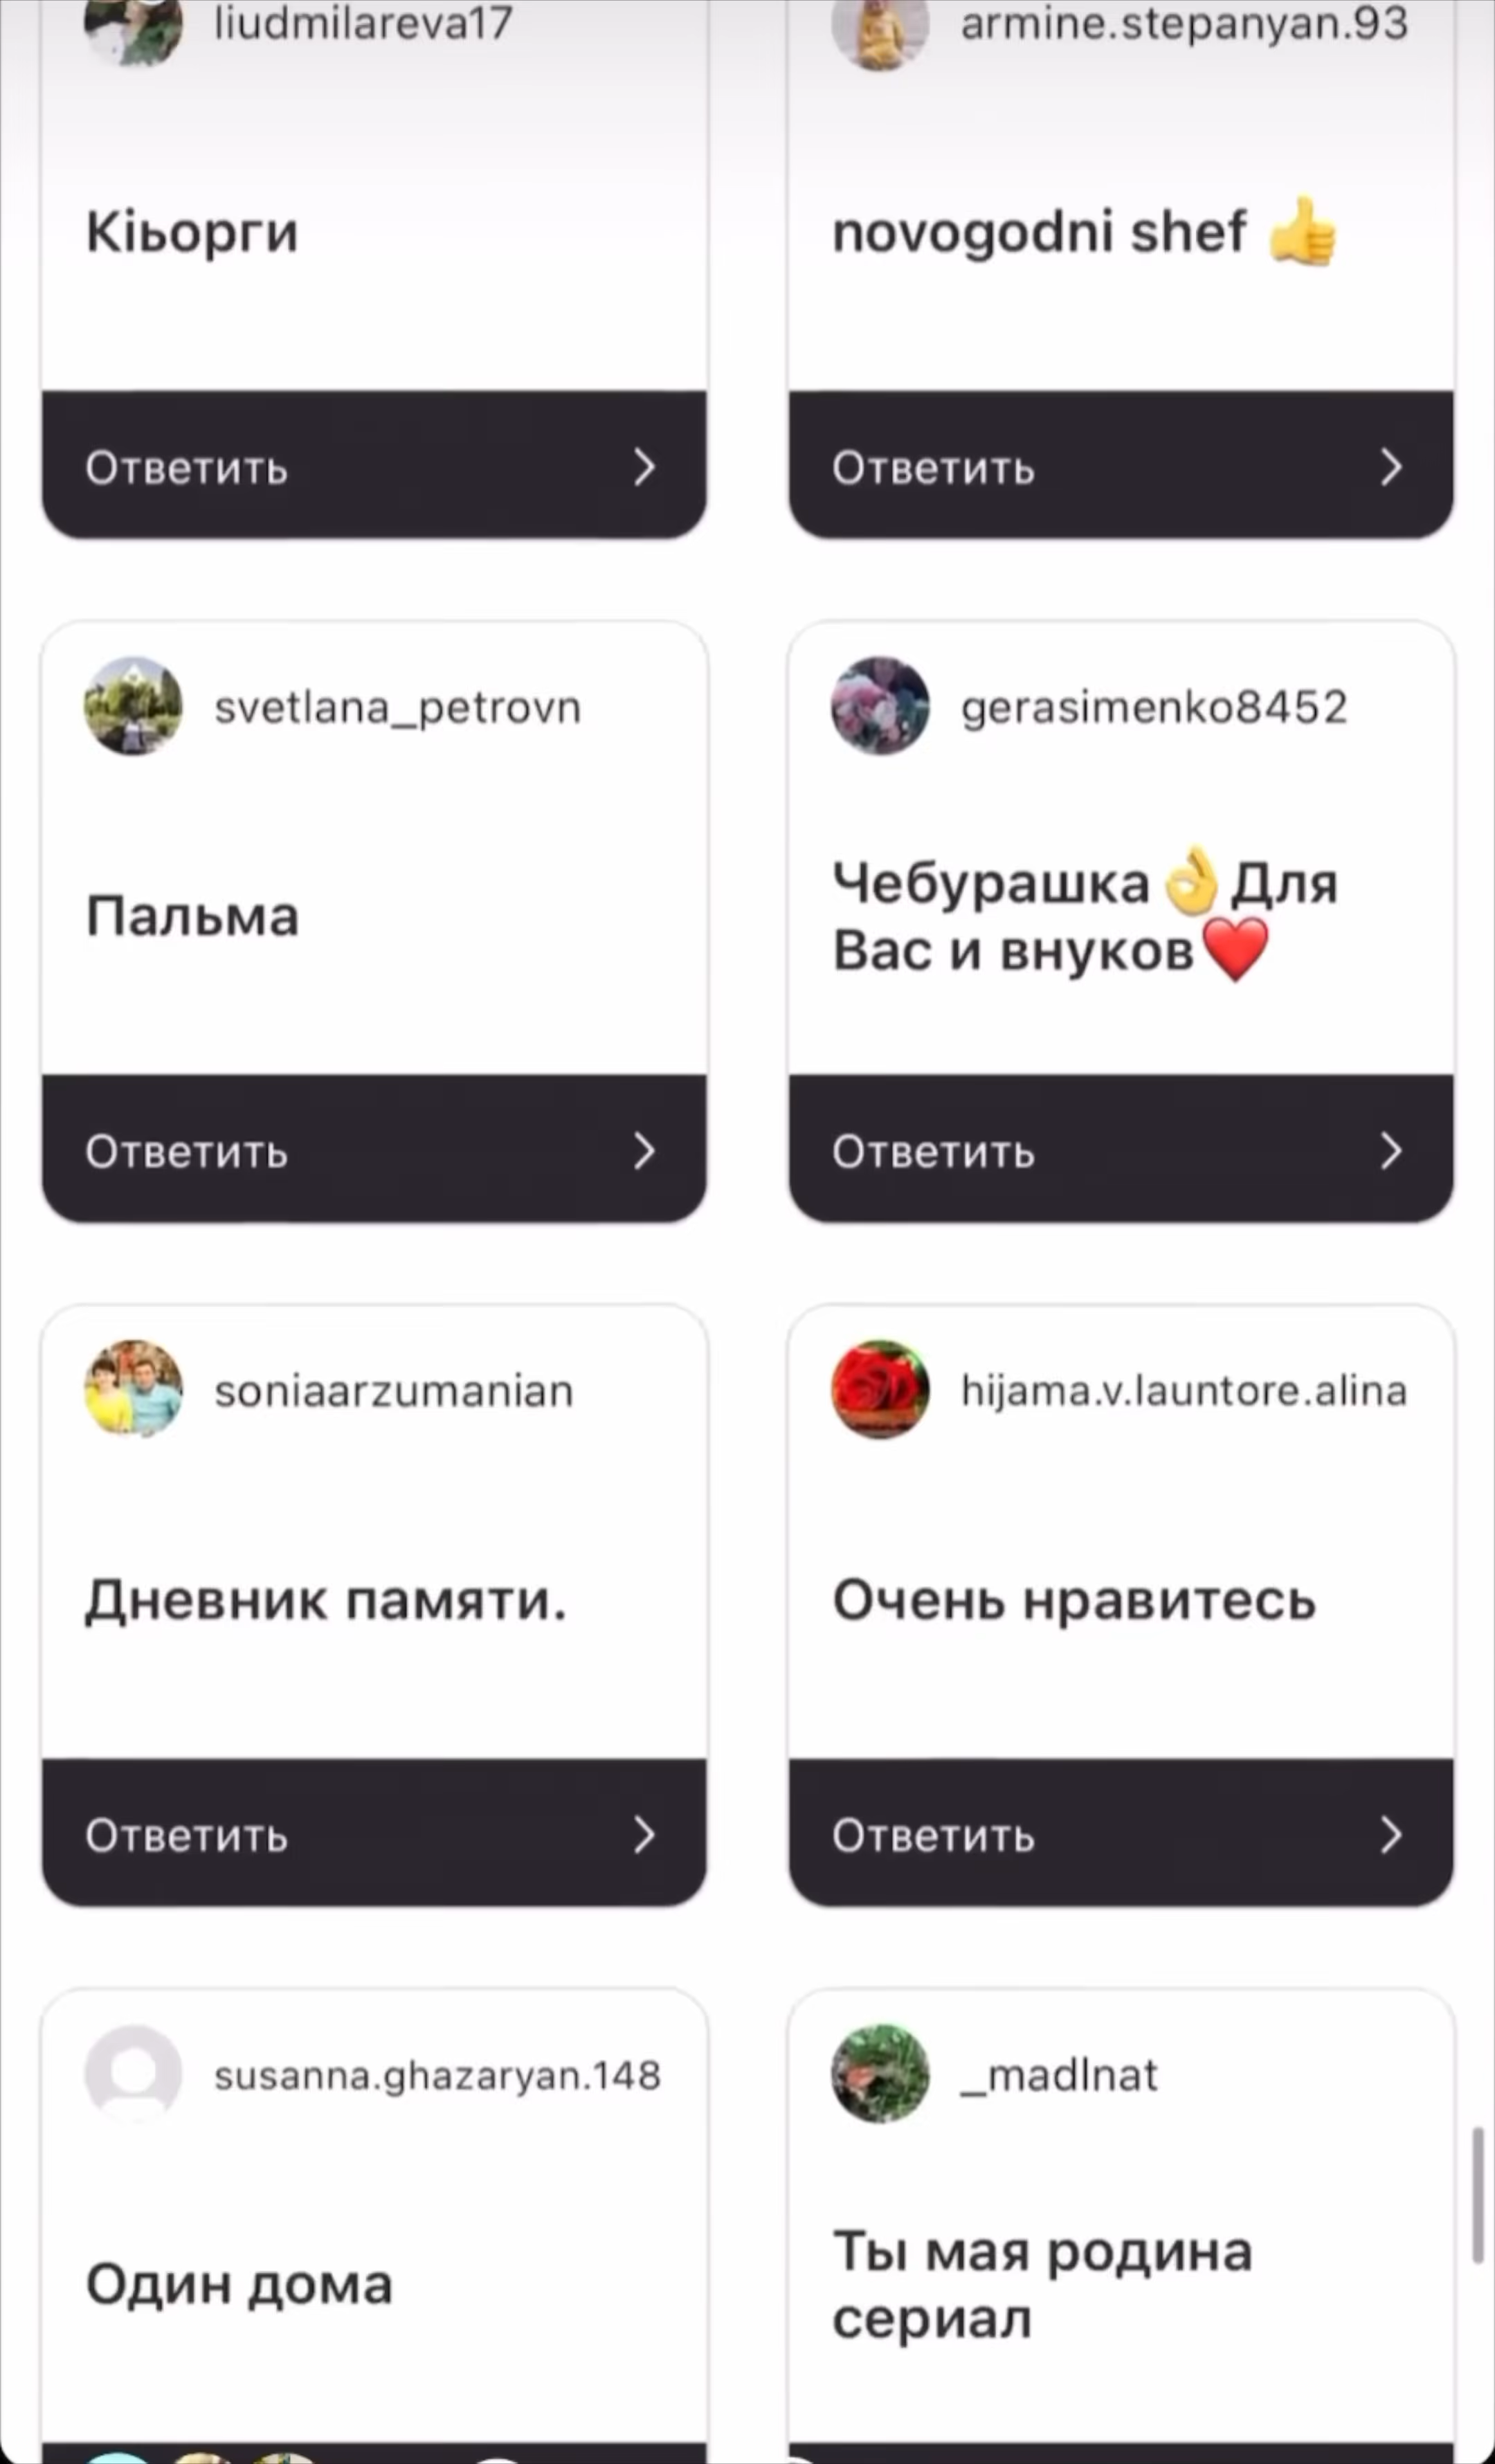 liudmilareva17
armine.stepanyan.93
Кіьорги
novogodni shef 👍
Ответить
Ответить
svetlana_petrovn
gerasimenko8452
Пальма
Чебурашка👌Для
Вас и внуков❤️
Ответить
Ответить
soniaarzumanian
hijama.v.launtore.alina
Дневник памяти.
Очень нравитесь
Ответить
Ответить
susanna.ghazaryan.148
_madlnat
Один дома
Ты мая родина
сериал